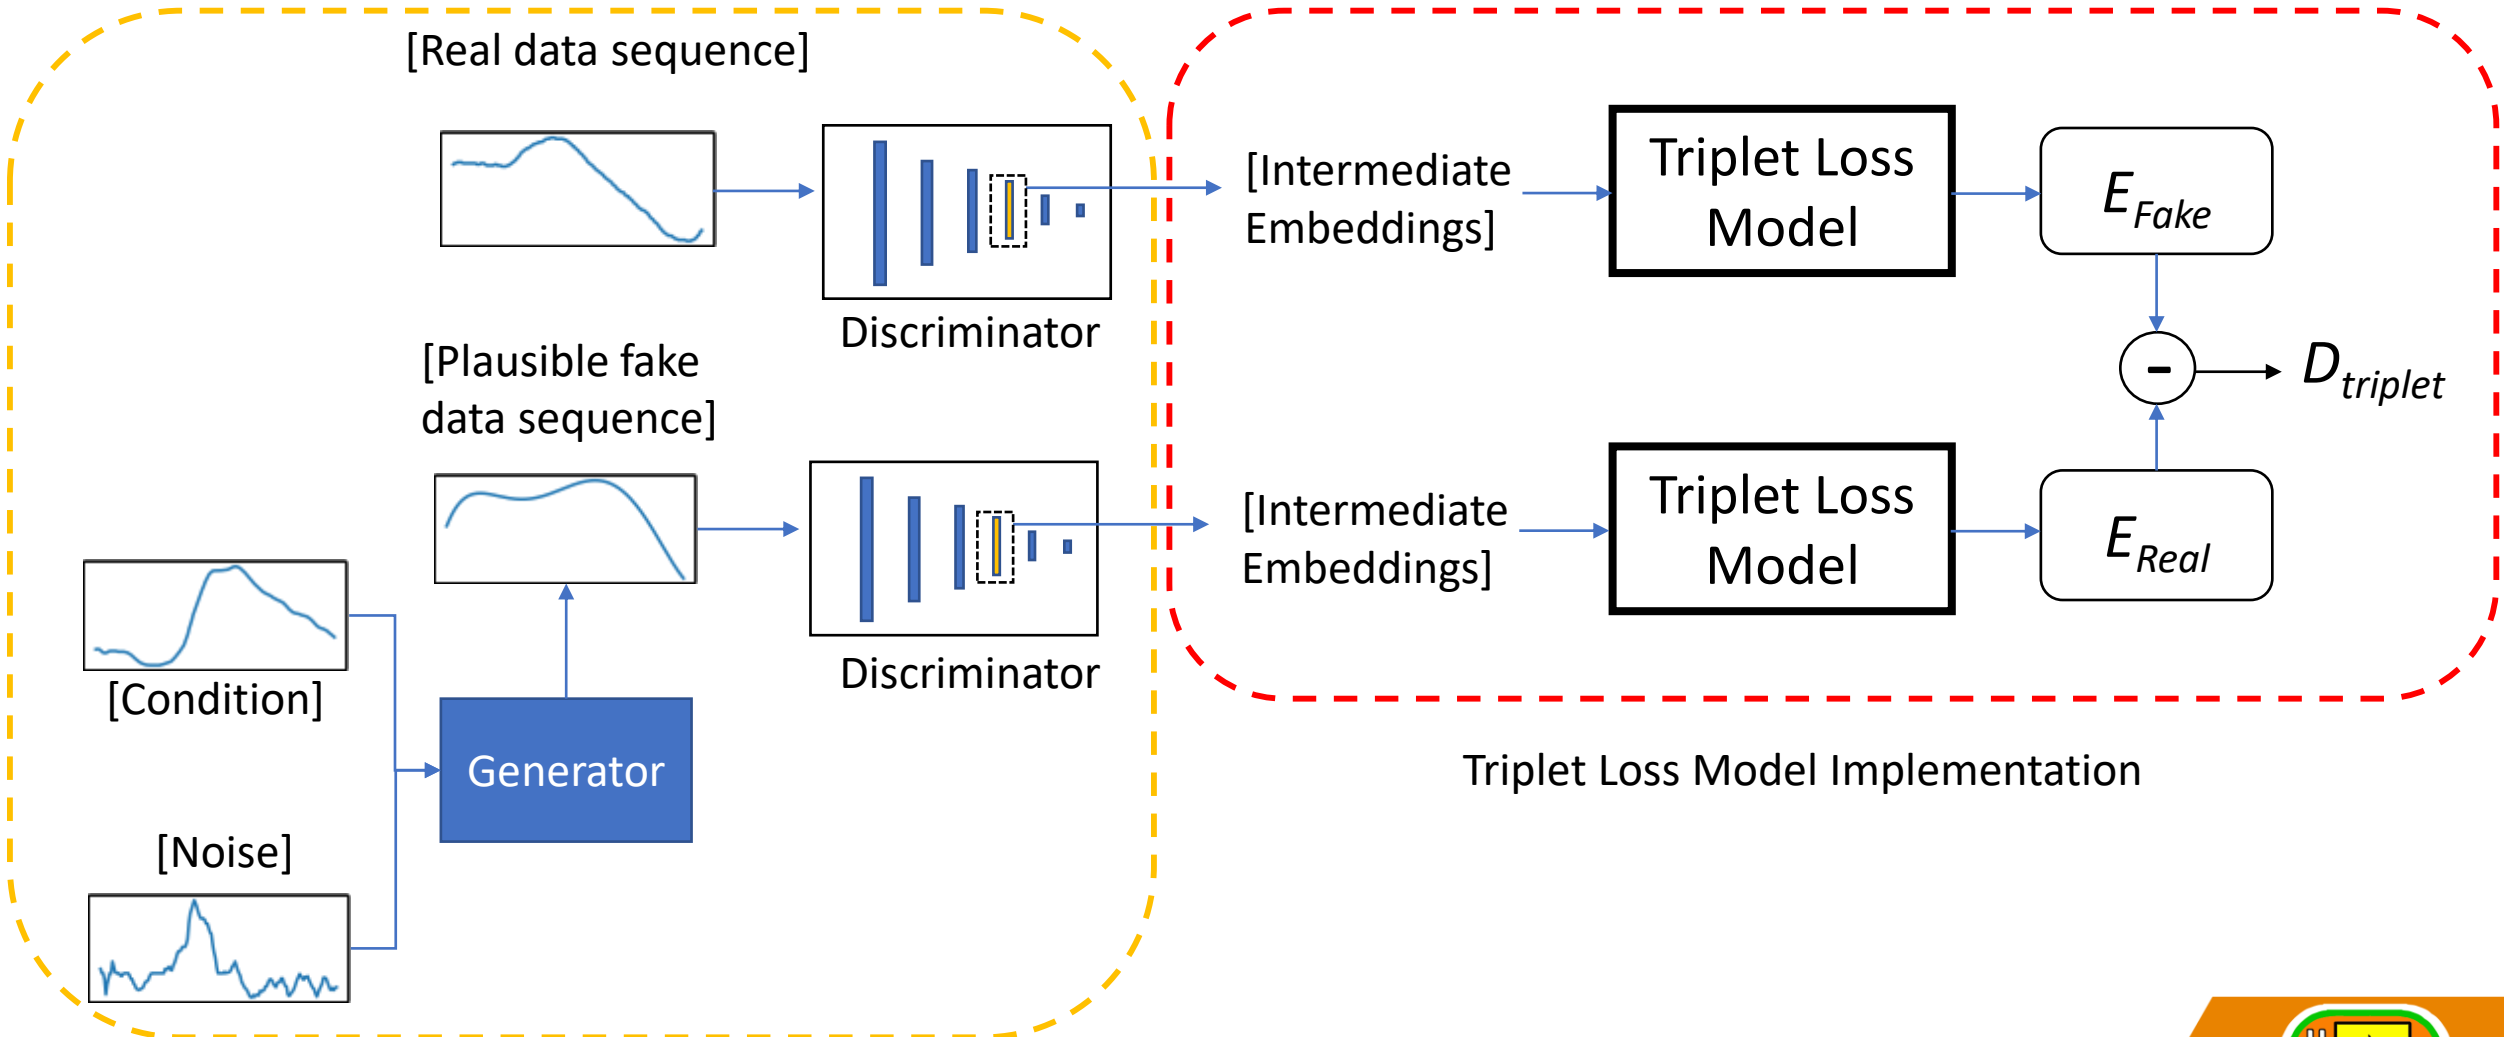 [Real data sequence]
[Intermediate
Embeddings]
Triplet Loss
Model
E Fake
Discriminator
[Plausible fake
data sequence]
-
D triplet
[Intermediate
Embeddings]
Triplet Loss
Model
E Real
Discriminator
[Condition]
Generator
Triplet Loss Model Implementation
[Noise]